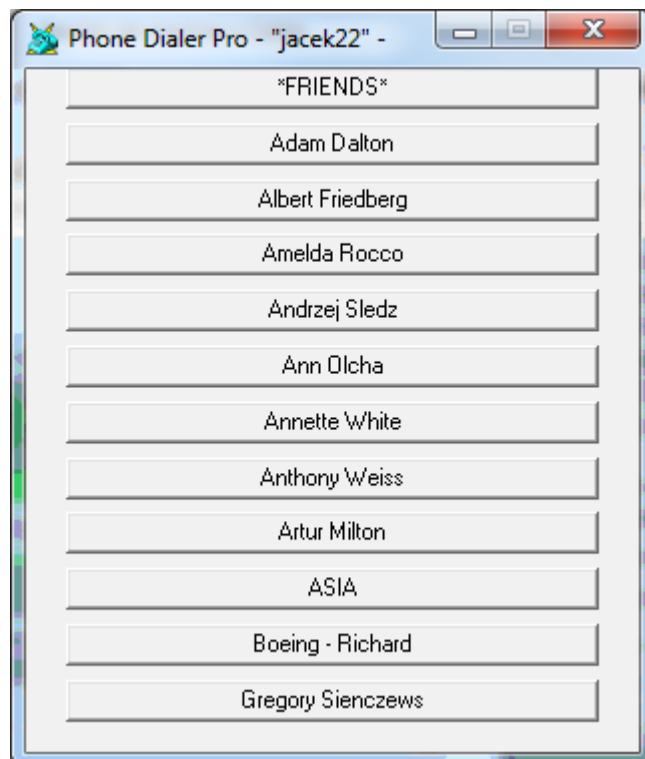 Phone Dialer Pro - "jacek22" -
*FRIENDS*
Adam Dalton
Albert Friedberg
Amelda Rocco
Andrzej Sledz
Ann Olcha
Annette White
Anthony Weiss
Artur Milton
ASIA
Boeing - Richard
Gregory Sienczews